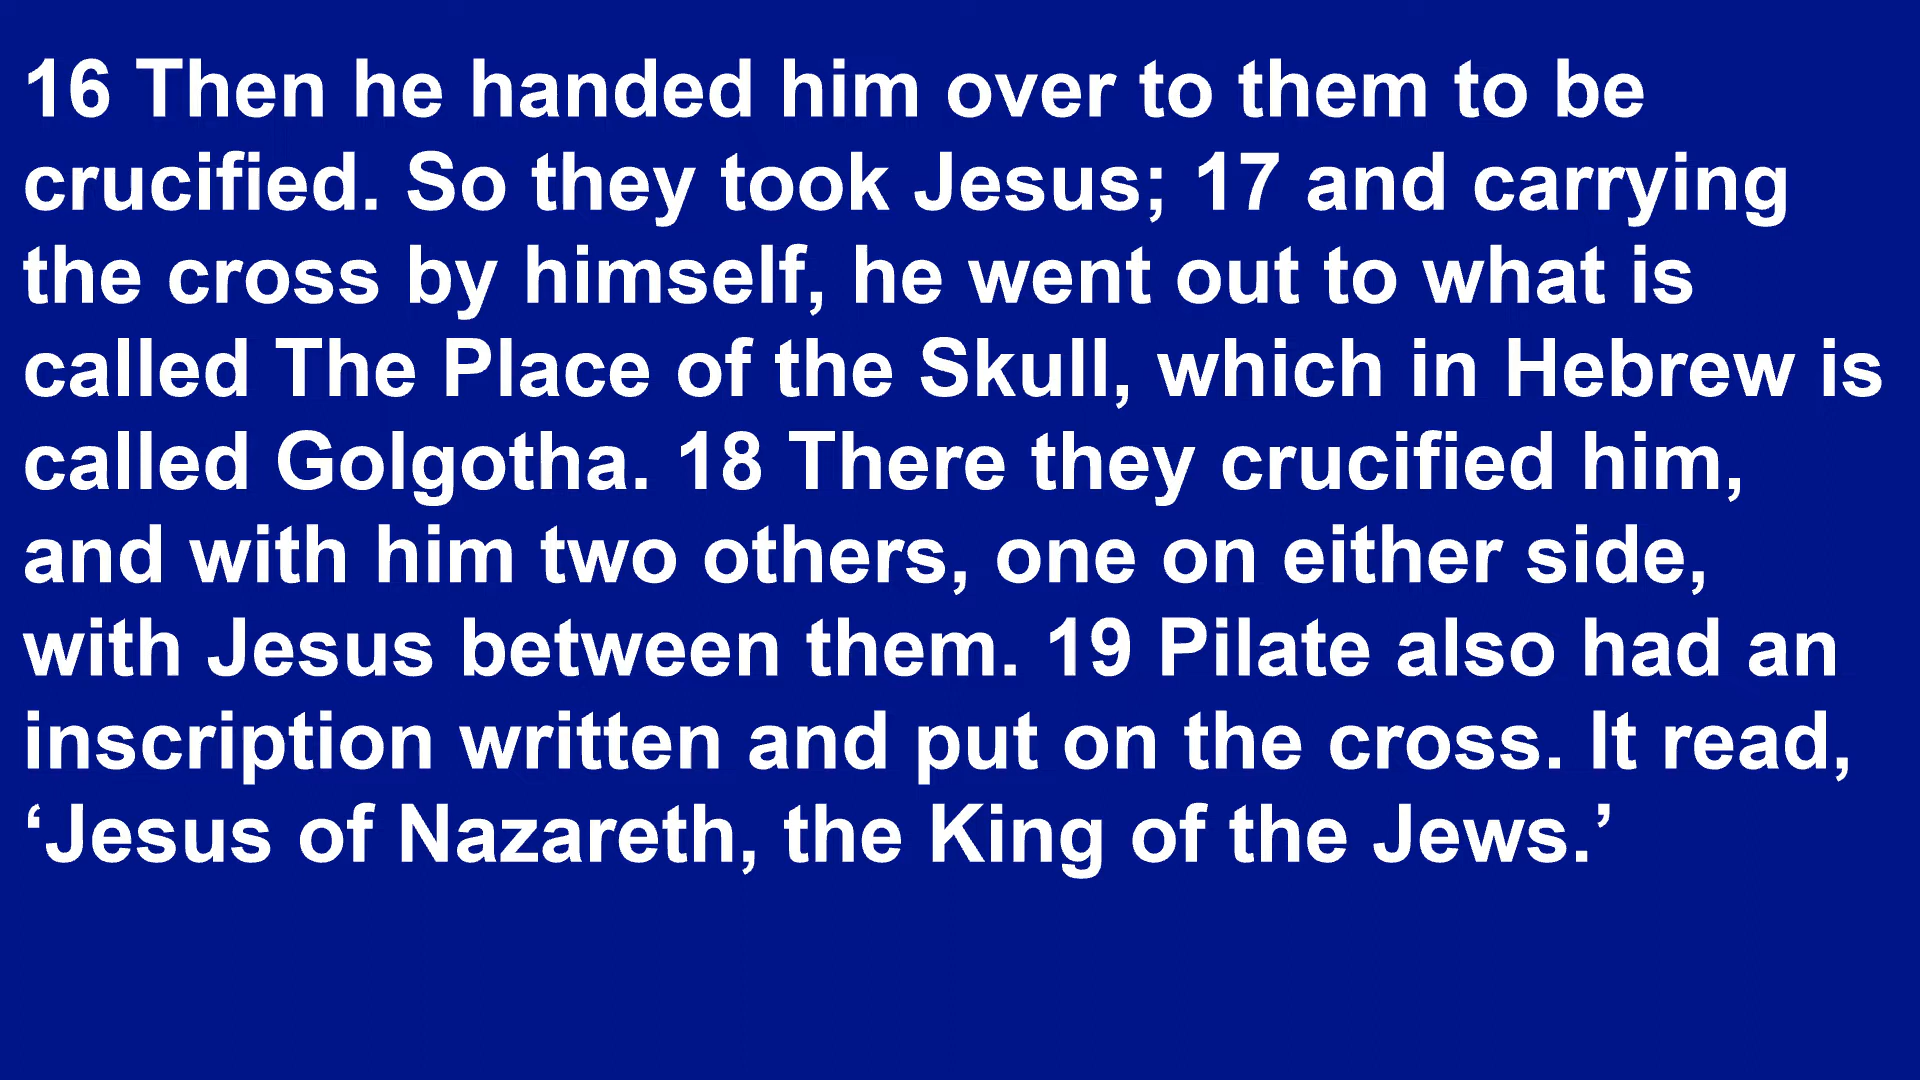 16 Then he handed him over to them to be
crucified. So they took Jesus; 17 and carrying
the cross by himself, he went out to what is
called The Place of the Skull, which in Hebrew is
called Golgotha. 18 There they crucified him,
and with him two others, one on either side,
with Jesus between them. 19 Pilate also had an
inscription written and put on the cross. It read,
‘Jesus of Nazareth, the King of the Jews.’